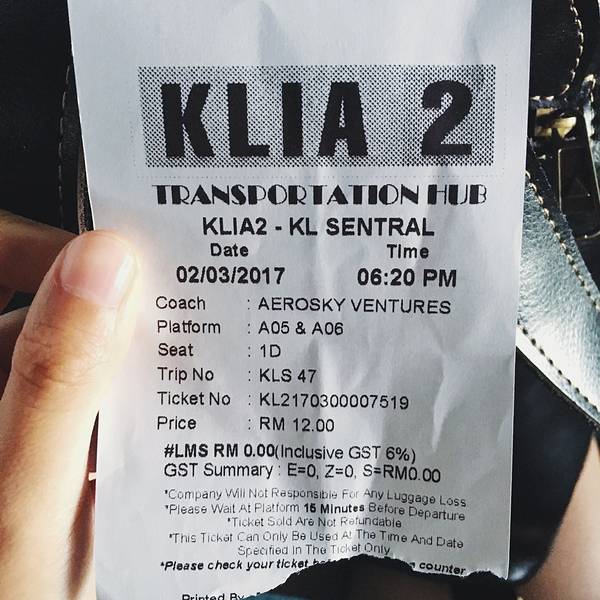 KLIA 2
TRANSPORTATION HUB
KLIA2 - KL SENTRAL
Date Time
02/03/2017 06:20 PM
Coach : AEROSKY VENTURES
Platform : A05 & A06
Seat : 1D
Trip No : KLS 47
Ticket No : KL2170300007519
Price : RM 12.00
#LMS RM 0.00(Inclusive GST 6%)
GST Summary : E=0, Z=0, S=RM0.00
*Company Will Not Responsible For Any Luggage Loss
*Please Wait At Platform 15 Minutes Before Departure
*Ticket Sold Are Not Refundable
*This Ticket Can Only Be Used At The Time And Date
Specified In The Ticket Only
*Please check your ticket counter
Printed By